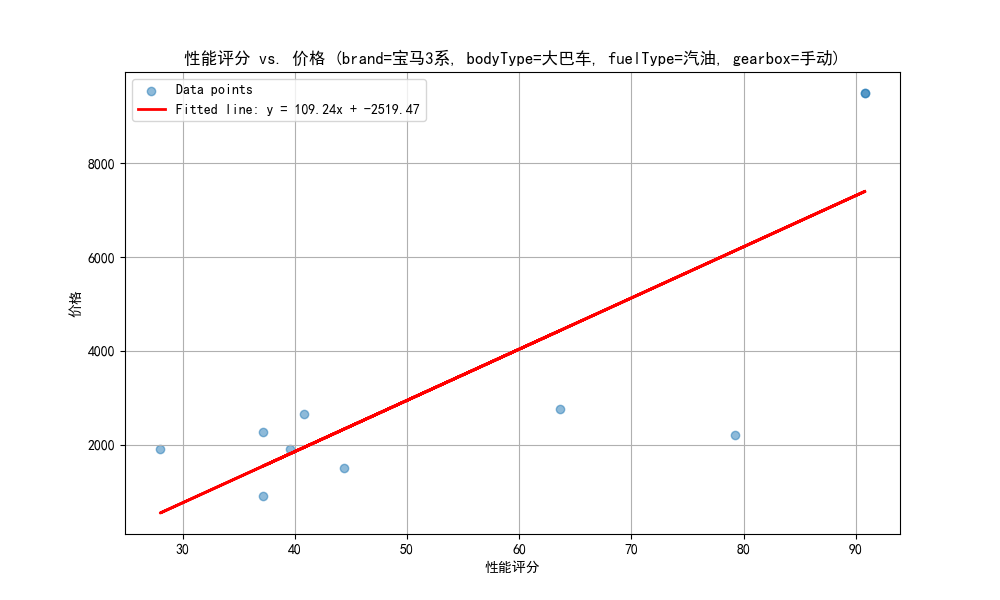 性能评分 vs. 价格 (brand=宝马3系, bodyType=大巴车, fuelType=汽油, gearbox=手动)
Data points
Fitted line: y = 109.24x + -2519.47
价格
8000
6000
4000
2000
30 40 50 60 70 80 90
性能评分